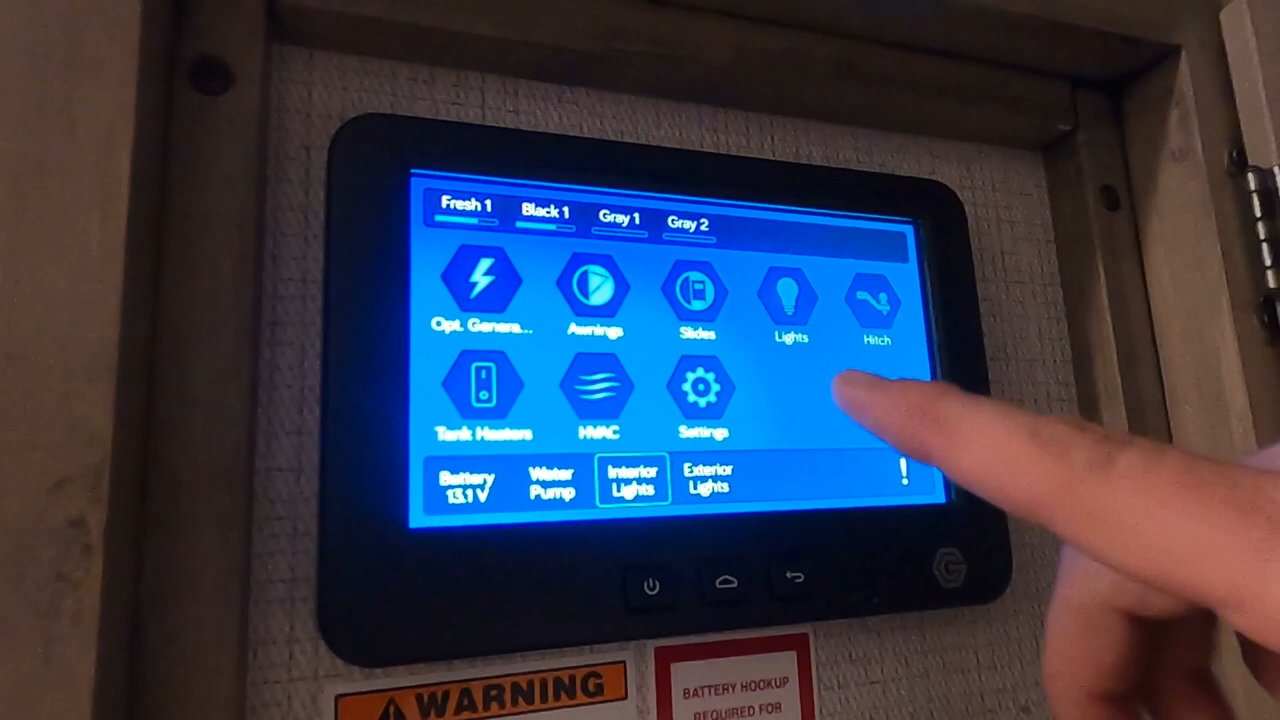 Fresh 1 Black 1 Gray 1 Gray 2
Opt. Genera... Awnings Slides Lights Hitch
Tank Heaters HVAC Settings
Battery Water Interior Exterior
13.1 V Pump Lights Lights !
WARNING
BATTERY HOOKUP
REQUIRED FOR